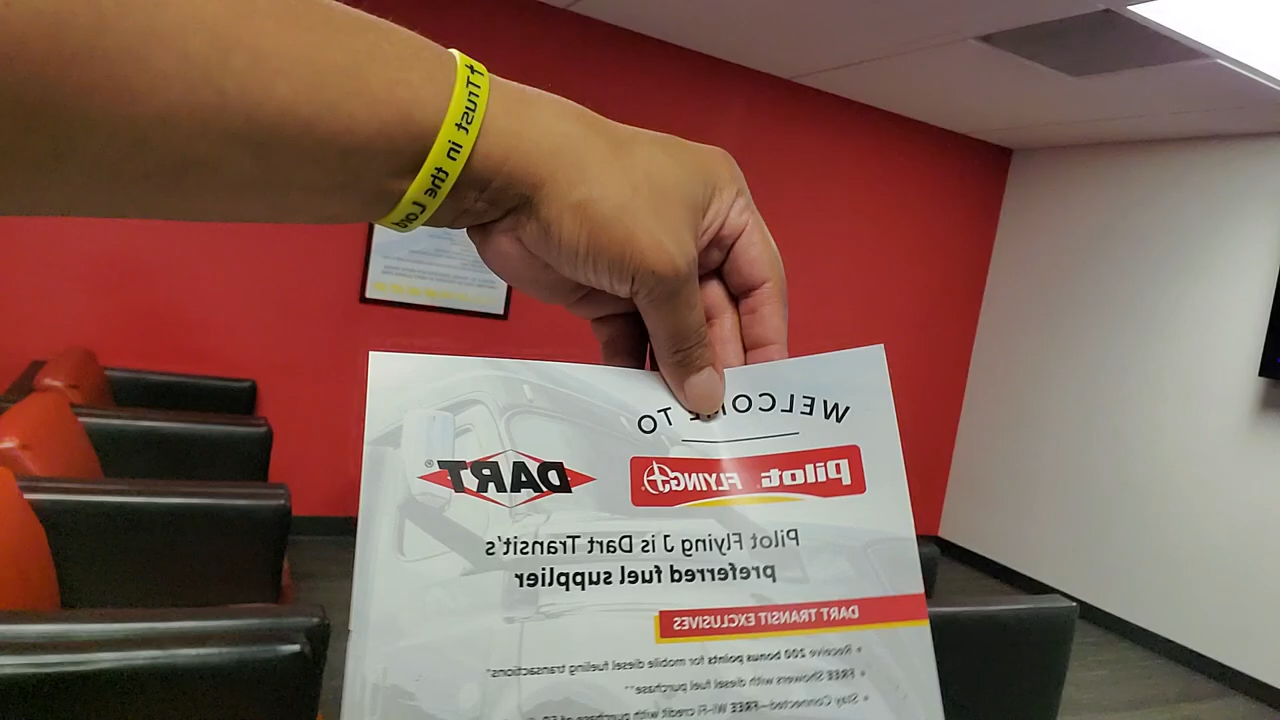 ✝Trust in the Lord
WELCOME TO
Pilot. FLYING J
DART®
Pilot Flying J is Dart Transit's
preferred fuel supplier
DART TRANSIT EXCLUSIVES
• Receive 200 bonus points for mobile diesel fueling transactions*
• FREE Showers with diesel fuel purchase**
• Stay Connected—FREE Wi-Fi credit with purchase of 50